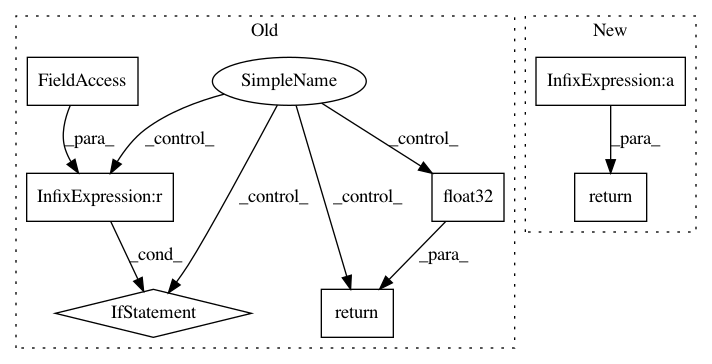 Old
New
FieldAccess
SimpleName
InfixExpression:a
_para_
_control_
_control_
_para_
InfixExpression:r
_control_
_control_
float32
return
_cond_
_para_
IfStatement
return